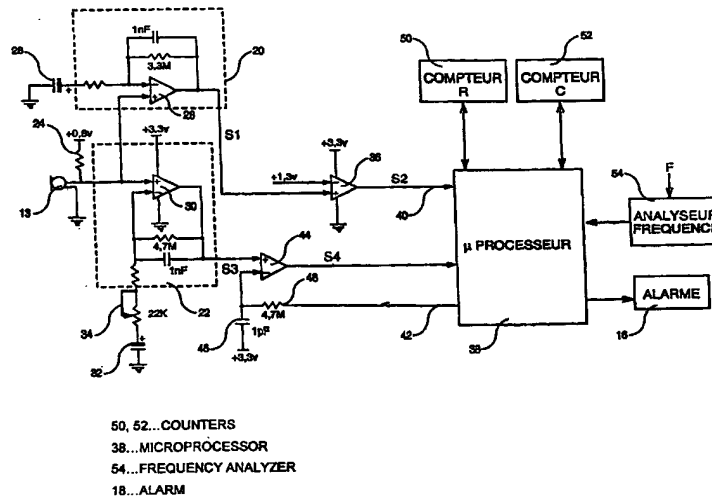 1nF
20
50
52
28
3,3M
COMPTEUR
R
COMPTEUR
C
26
24
+0,8v
+3,3v
S1
+3,3v
36
54
F
+1,3v
S2
13
30
40
ANALYSEUR
FREQUENCE
µ PROCESSEUR
44
4,7M
S3
S4
1nF
48
ALARME
34
22K
22
46
4,7M
42
16
1pF
32
+3,3v
38
50, 52...COUNTERS
38...MICROPROCESSOR
54...FREQUENCY ANALYZER
18...ALARM